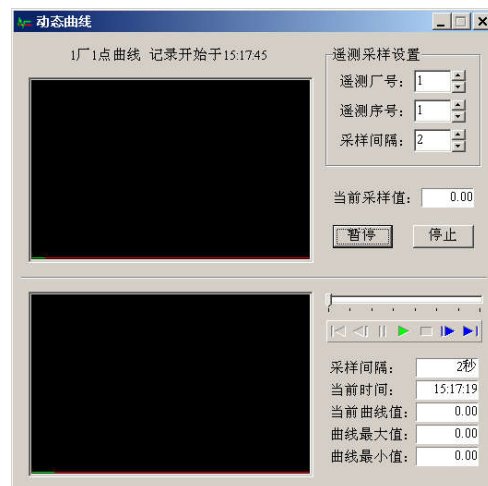 动态曲线
1厂1点曲线 记录开始于15:17:45
遥测采样设置
遥测厂号: 1
遥测序号: 1
采样间隔: 2
当前采样值: 0.00
暂停 停止
采样间隔: 2秒
当前时间: 15:17:19
当前曲线值: 0.00
曲线最大值: 0.00
曲线最小值: 0.00